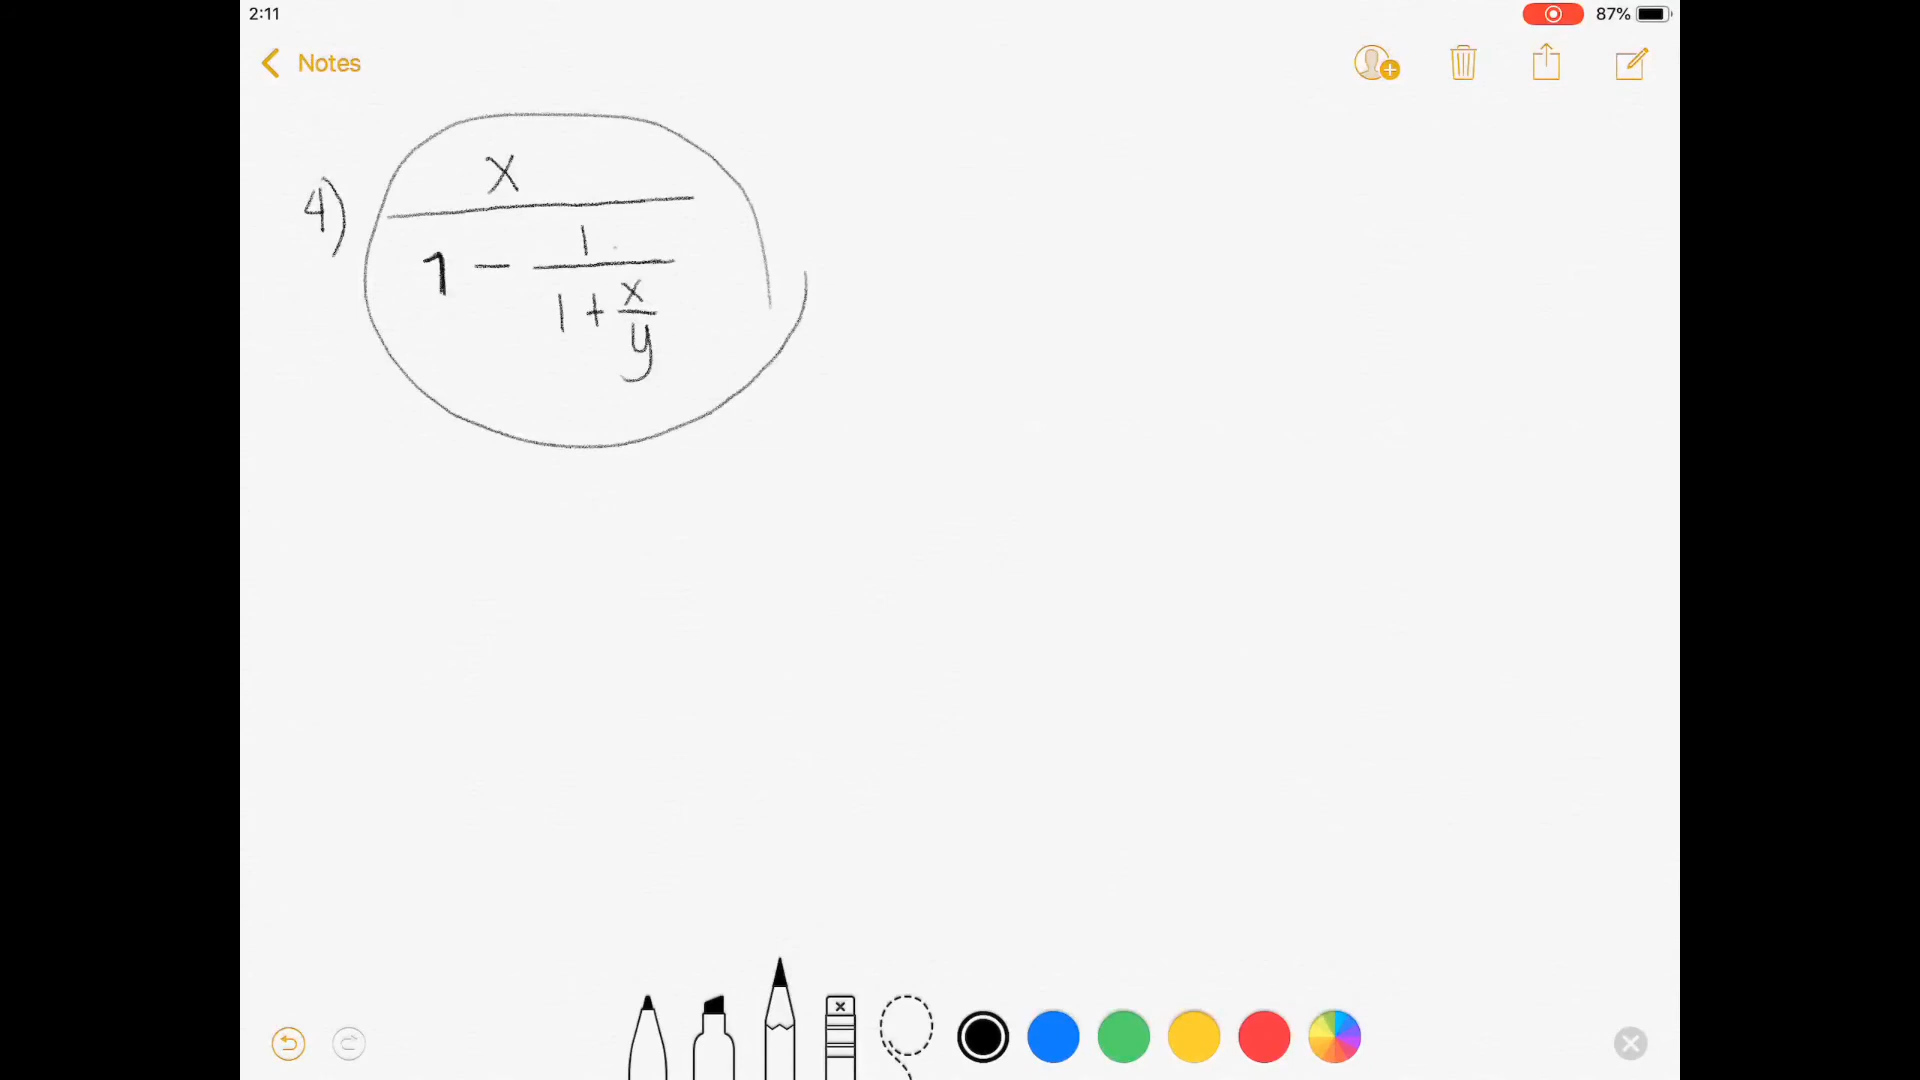 2:11
87%
Notes
4)
x
1 - 1
1 + x
y